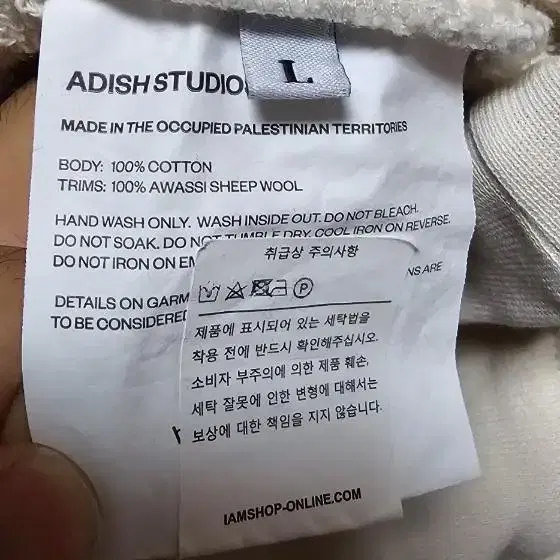 L
ADISH STUDIO
MADE IN THE OCCUPIED PALESTINIAN TERRITORIES
BODY: 100% COTTON
TRIMS: 100% AWASSI SHEEP WOOL
HAND WASH ONLY. WASH INSIDE OUT. DO NOT BLEACH.
DO NOT SOAK. DO NOT TUMBLE DRY. COOL IRON ON REVERSE.
DO NOT IRON ON EM
NS ARE
DETAILS ON GARM
TO BE CONSIDERED
취급상 주의사항
제품에 표시되어 있는 세탁법을
착용 전에 반드시 확인해주십시오.
소비자 부주의에 의한 제품 훼손,
세탁 잘못에 인한 변형에 대해서는
보상에 대한 책임을 지지 않습니다.
IAMSHOP-ONLINE.COM